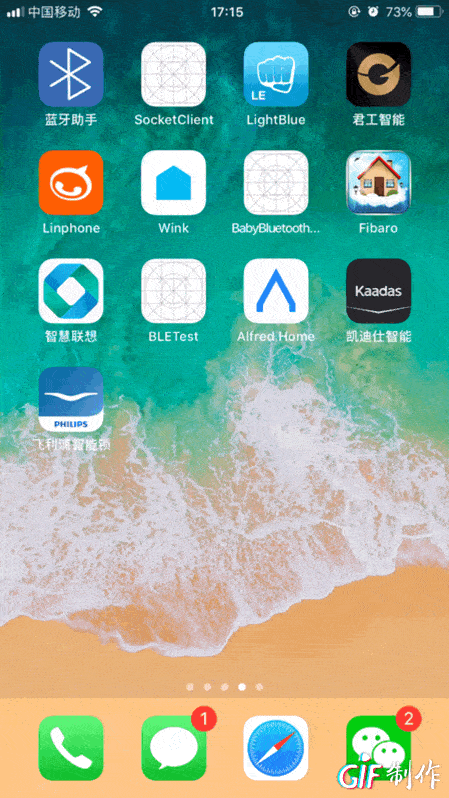 中国移动 17:15 73%
LE
蓝牙助手 SocketClient LightBlue 君工智能
Linphone Wink BabyBluetooth... Fibaro
Kaadas
智慧联想 BLETest Alfred.Home 凯迪仕智能
PHILIPS
飞利浦智能锁
1 2
GIF制作